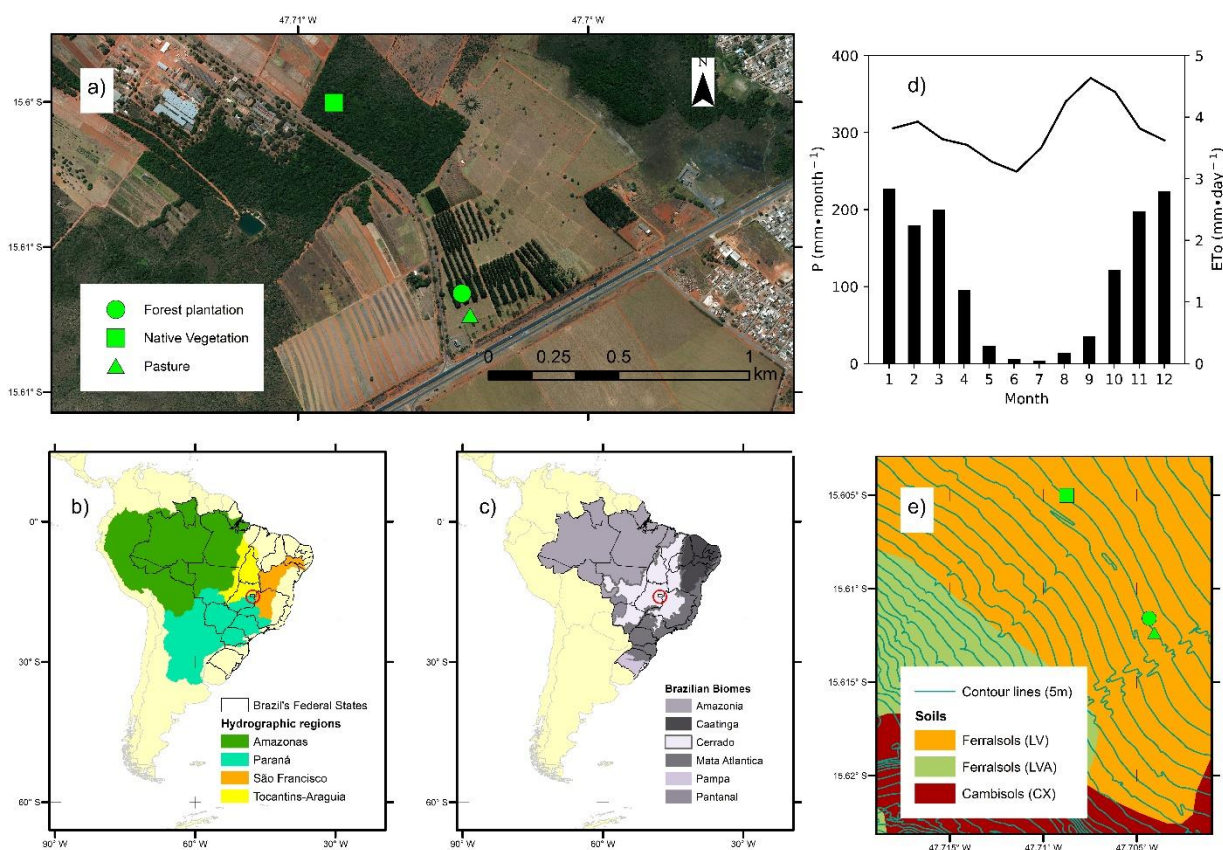 47.71° W
47.7° W
a)
N
15.6° S
15.61° S
15.61° S
Forest plantation
Native Vegetation
Pasture
0
0.25
0.5
1
km
d)
400
300
200
100
0
P (mm•month⁻¹)
5
4
3
2
1
0
ETo (mm•day⁻¹)
1 2 3 4 5 6 7 8 9 10 11 12
Month
b)
0°
30° S
60° S
90° W
60° W
30° W
Brazil's Federal States
Hydrographic regions
Amazonas
Paraná
São Francisco
Tocantins-Araguia
c)
0°
30° S
60° S
90° W
60° W
30° W
Brazilian Biomes
Amazonia
Caatinga
Cerrado
Mata Atlantica
Pampa
Pantanal
e)
15.605° S
15.61° S
15.615° S
15.62° S
47.715° W
47.71° W
47.705° W
Contour lines (5m)
Soils
Ferralsols (LV)
Ferralsols (LVA)
Cambisols (CX)